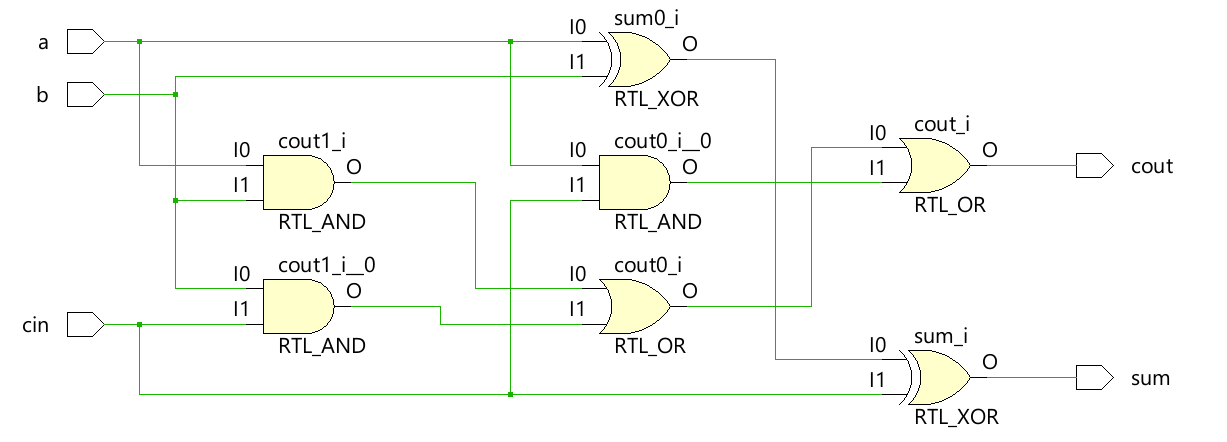 sum0_i
a
I0
O
I1
b
RTL_XOR
cout_i
cout1_i
cout0_i__0
I0
O
I0
O
I0
O
I1
cout
I1
I1
RTL_OR
RTL_AND
RTL_AND
cout1_i__0
cout0_i
I0
O
I0
O
cin
I1
I1
sum_i
RTL_AND
RTL_OR
I0
O
I1
sum
RTL_XOR